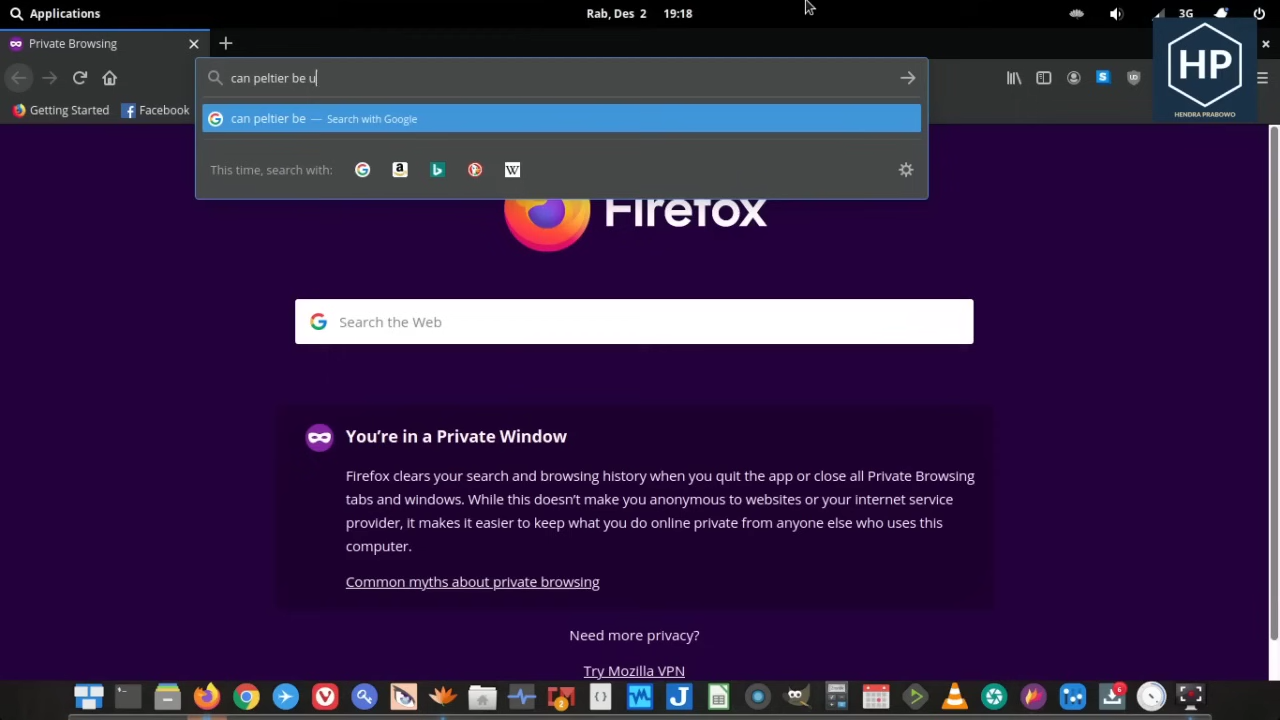 Applications
Rab, Des 2 19:18
3G
Private Browsing
HP
HENDRA PRABOWO
can peltier be u
Getting Started
Facebook
can peltier be — Search with Google
This time, search with:
Firefox
Search the Web
You're in a Private Window
Firefox clears your search and browsing history when you quit the app or close all Private Browsing
tabs and windows. While this doesn't make you anonymous to websites or your internet service
provider, it makes it easier to keep what you do online private from anyone else who uses this
computer.
Common myths about private browsing
Need more privacy?
Try Mozilla VPN